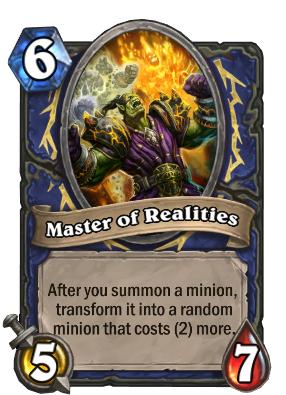 6
Master of Realities
After you summon a minion,
transform it into a random
minion that costs (2) more.
5
7